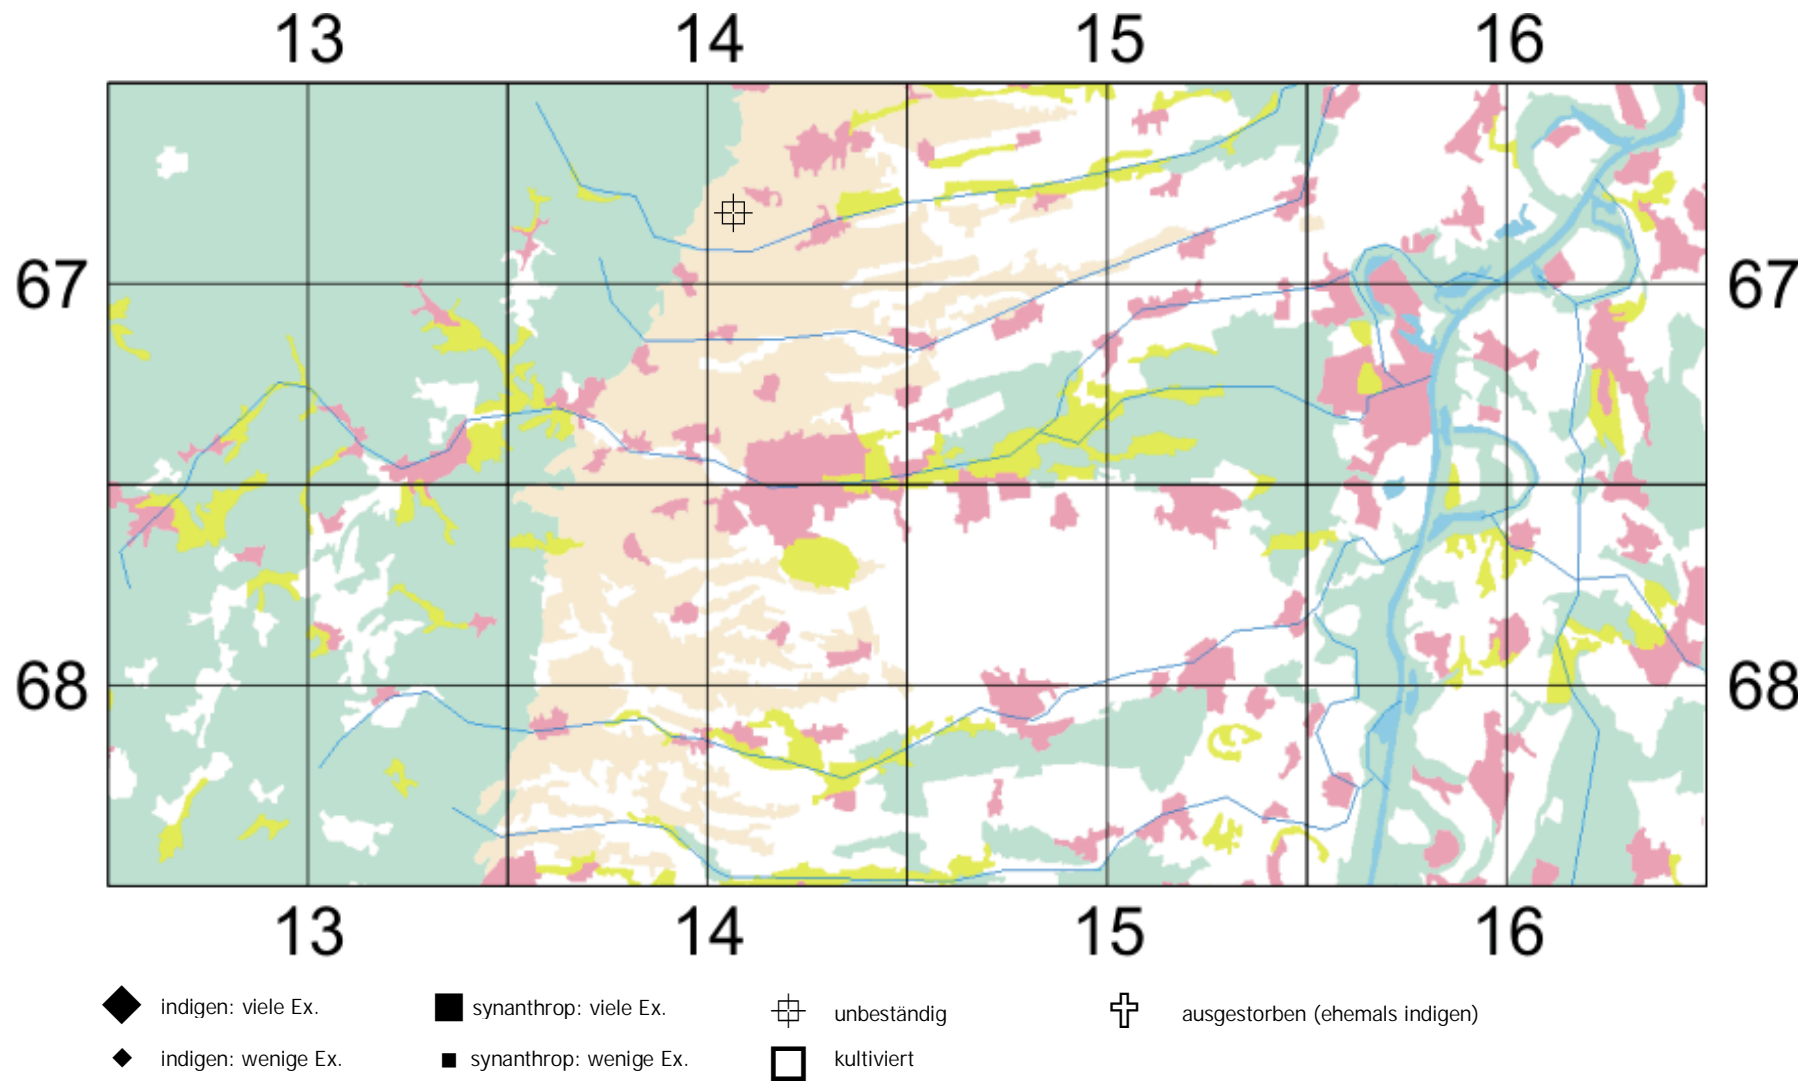 13 14 15 16
67 67
68 68
13 14 15 16
indigen: viele Ex. synanthrop: viele Ex. unbeständig ausgestorben (ehemals indigen)
indigen: wenige Ex. synanthrop: wenige Ex. kultiviert